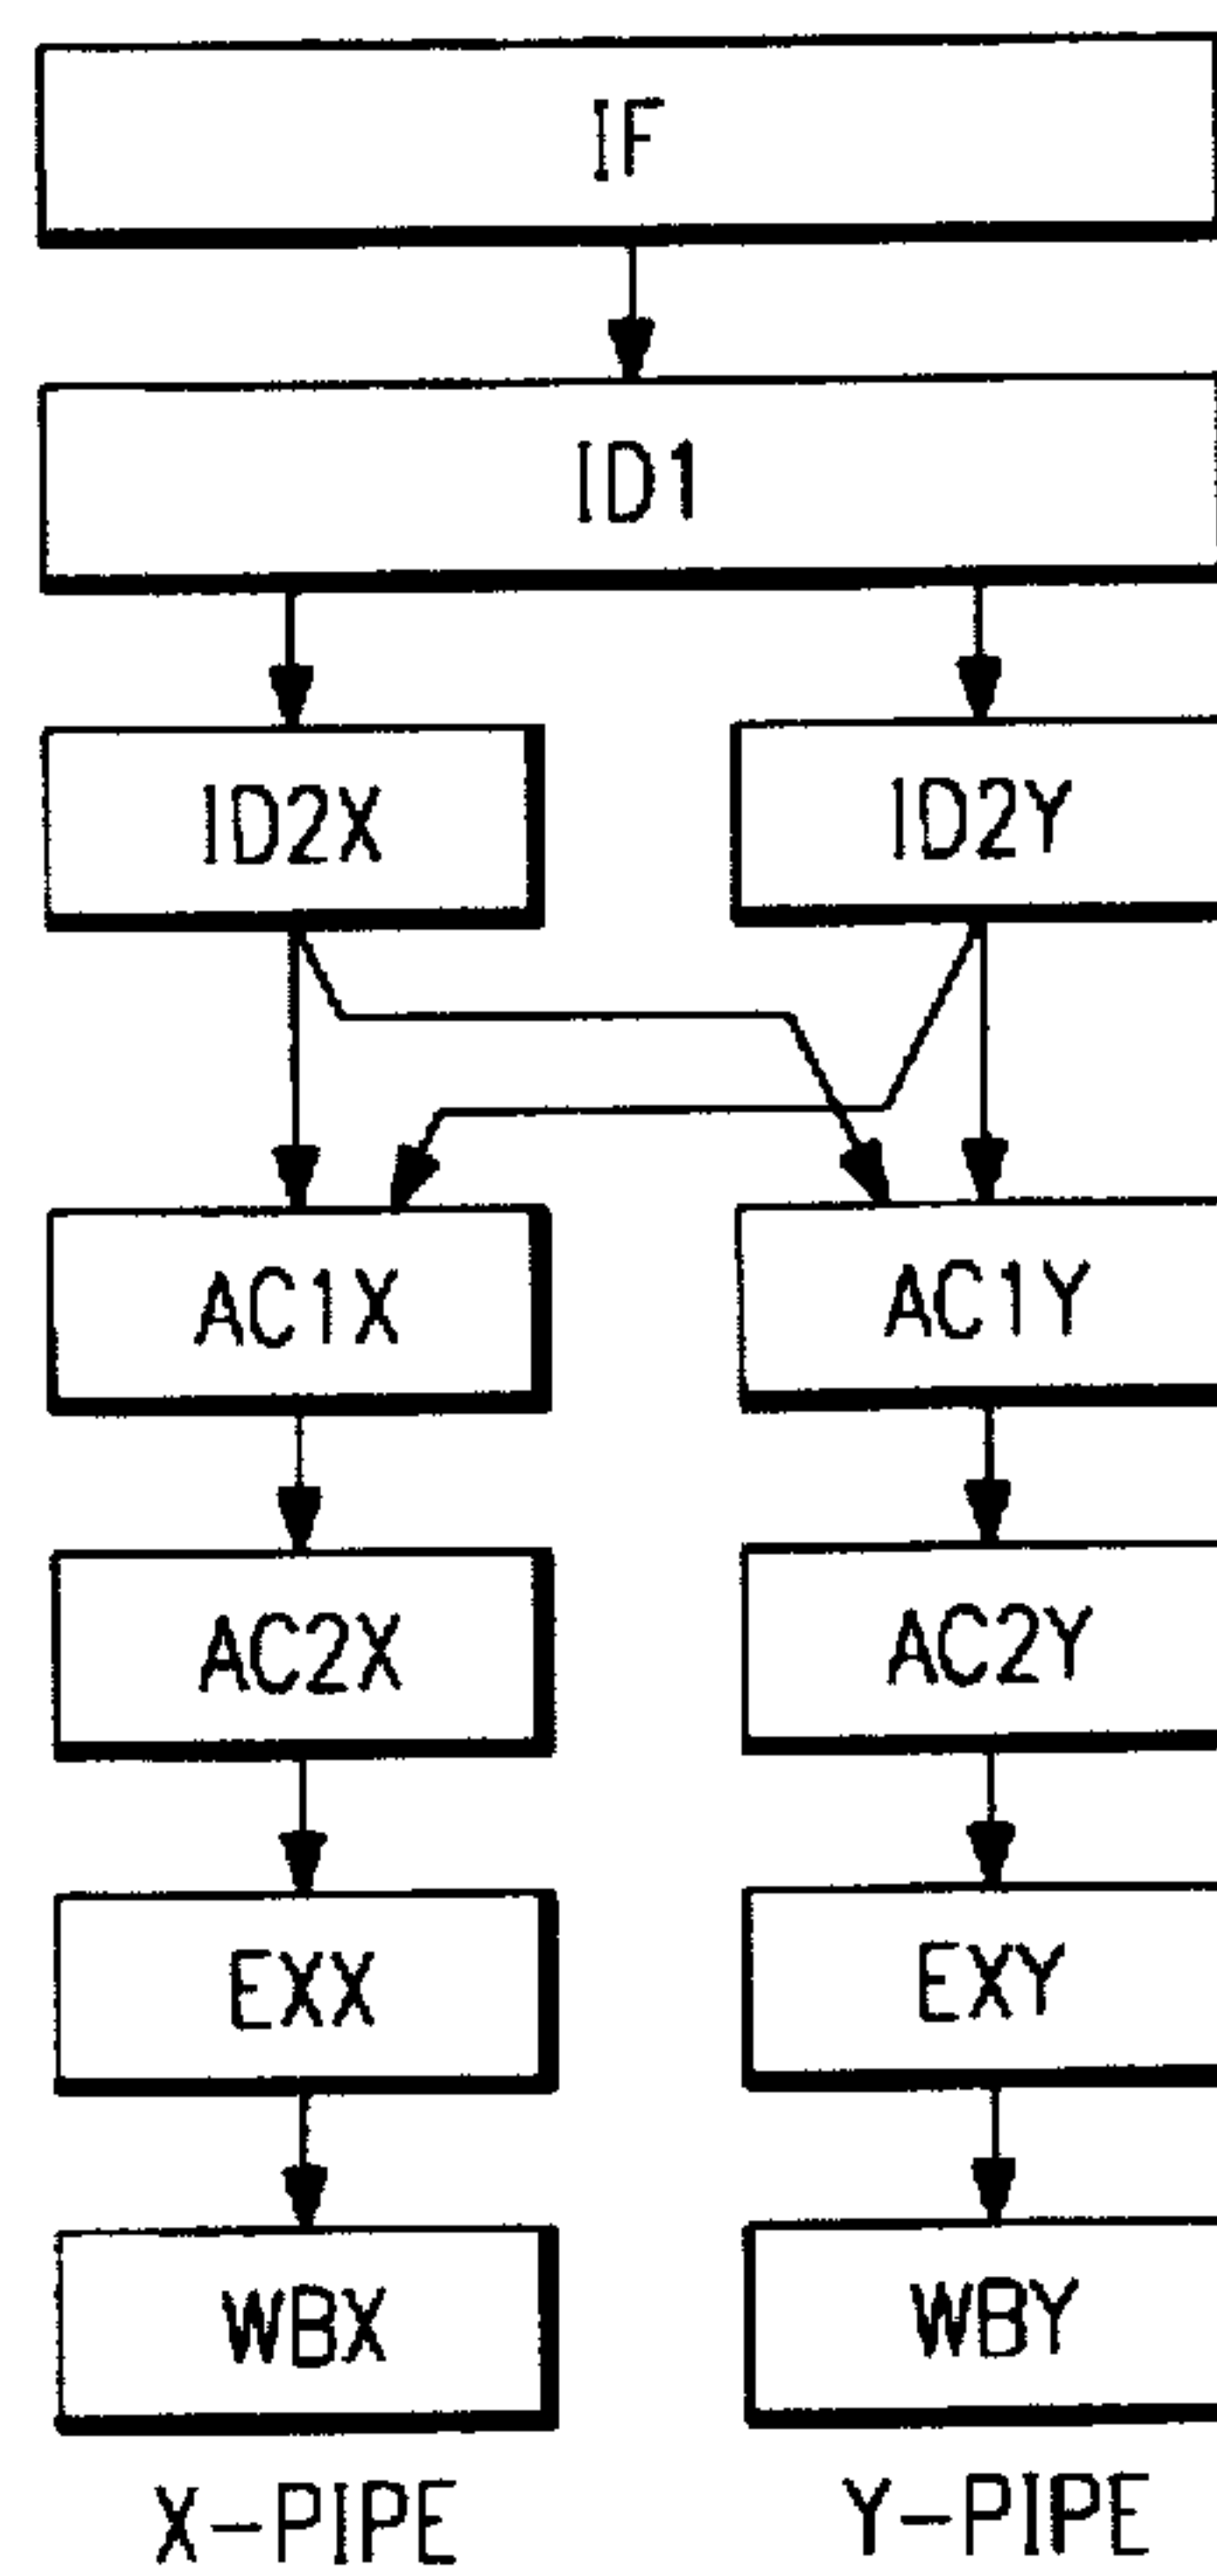 IF
ID1
ID2X ID2Y
AC1X AC1Y
AC2X AC2Y
EXX EXY
WBX WBY
X-PIPE Y-PIPE